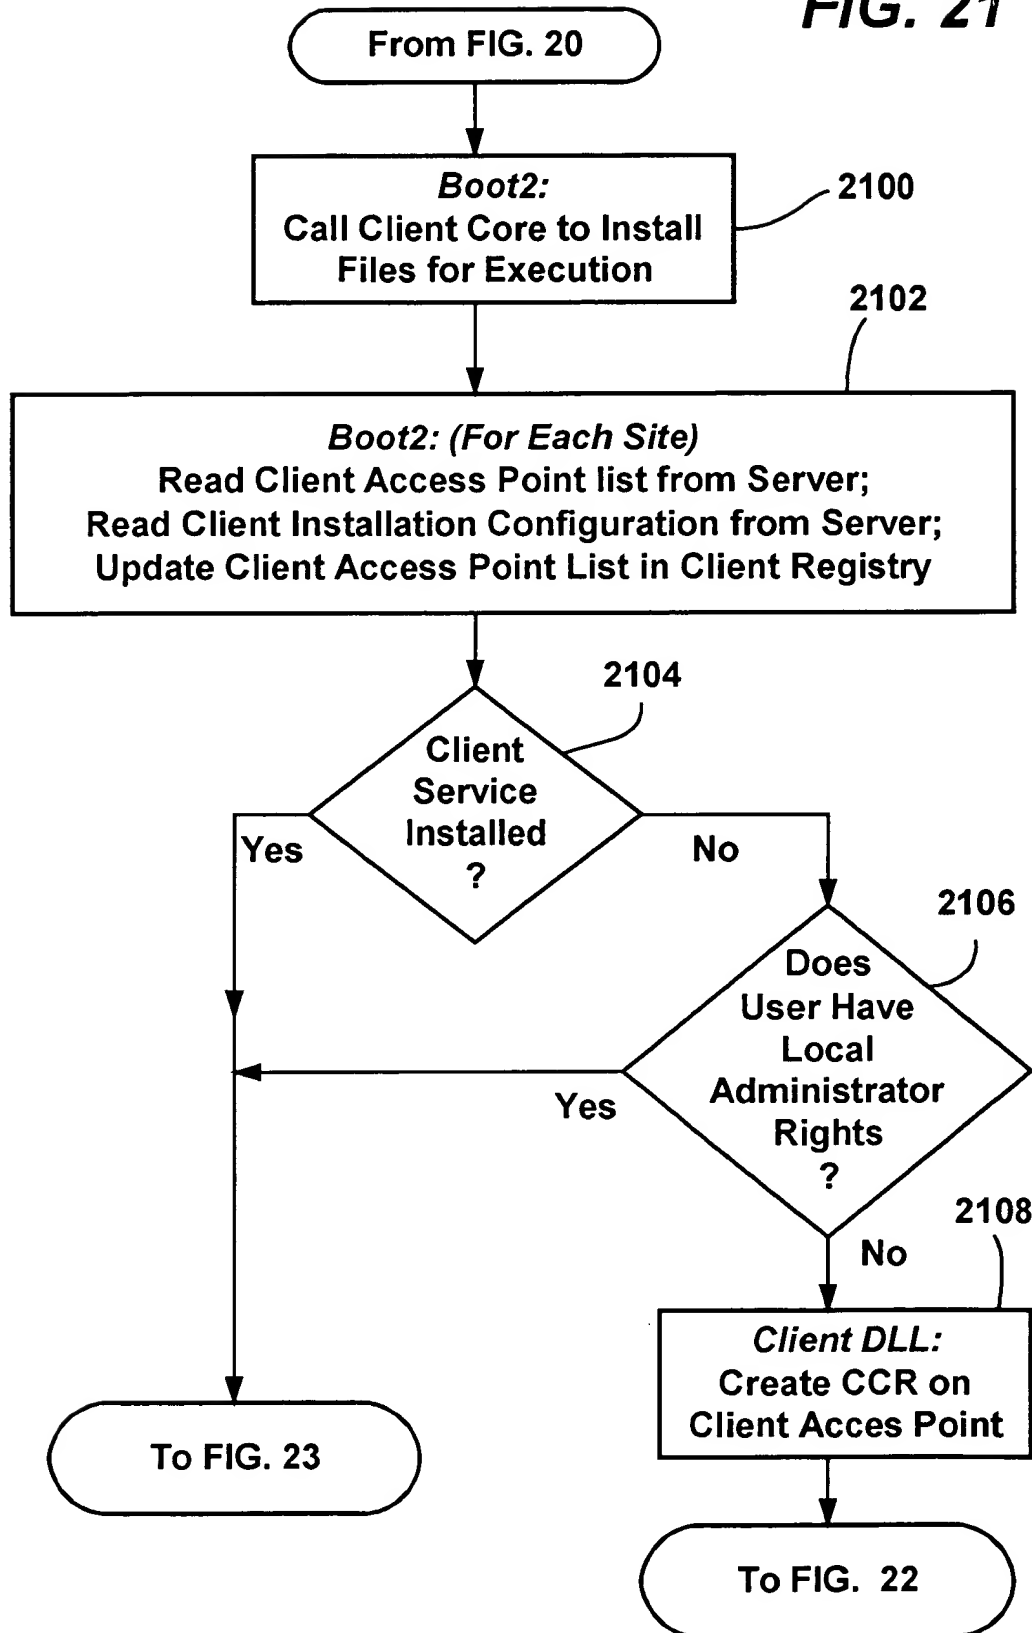 FIG. 21
From FIG. 20
Boot2:
Call Client Core to Install
Files for Execution
2100
2102
Boot2: (For Each Site)
Read Client Access Point list from Server;
Read Client Installation Configuration from Server;
Update Client Access Point List in Client Registry
2104
Client
Service
Installed
?
Yes
No
2106
Does
User Have
Local
Administrator
Rights
?
Yes
No
2108
Client DLL:
Create CCR on
Client Acces Point
To FIG. 23
To FIG. 22